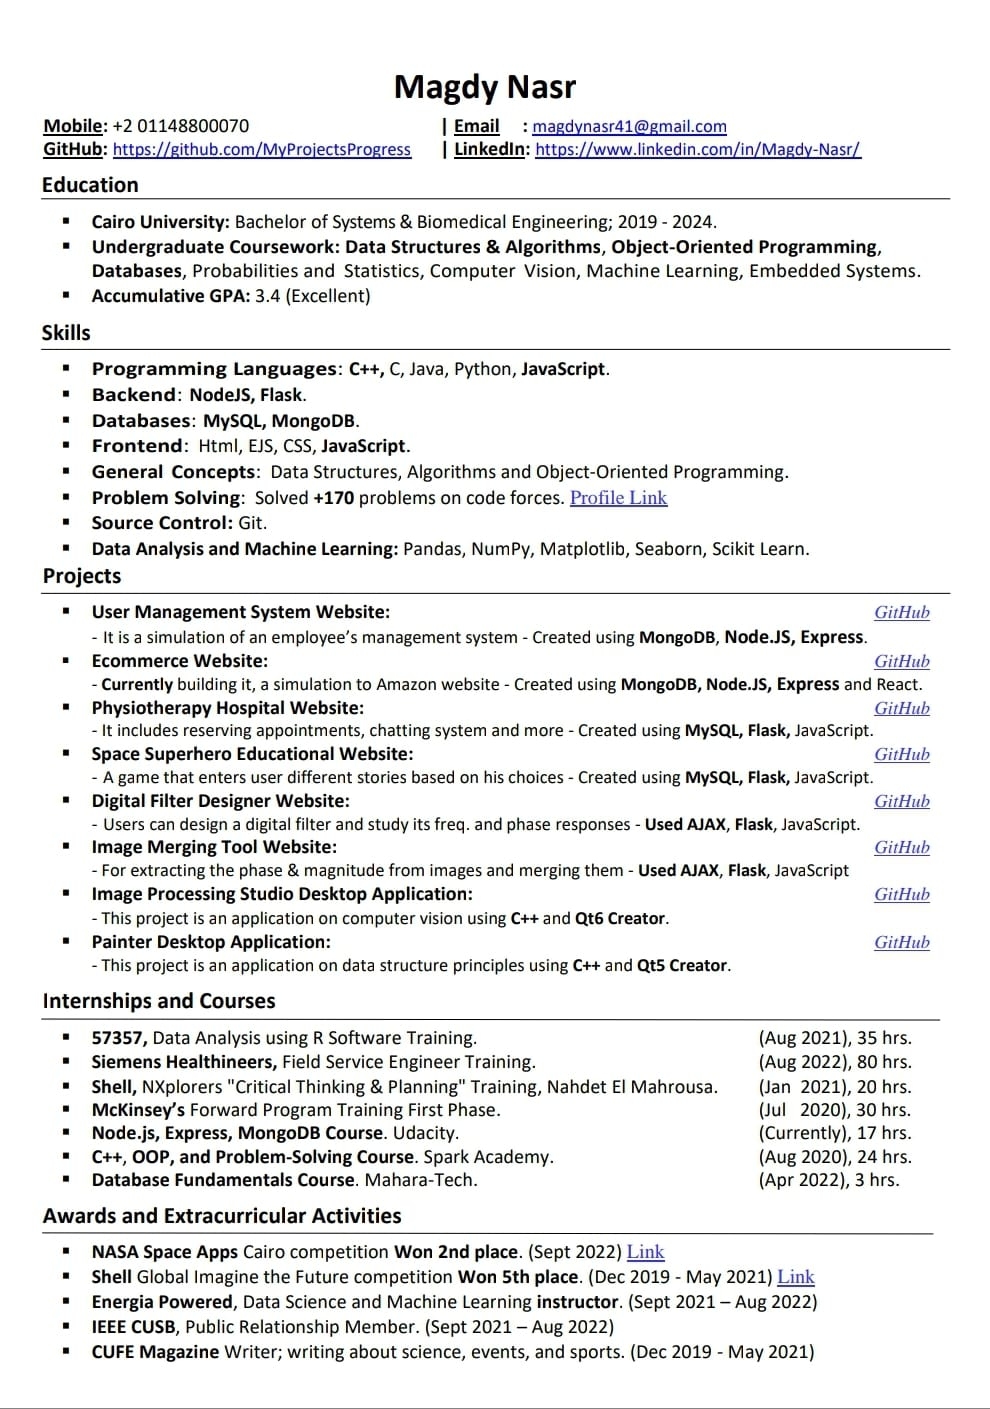 Magdy Nasr
Mobile: +2 01148800070 | Email : magdynasr41@gmail.com
GitHub: https://github.com/MyProjectsProgress | LinkedIn: https://www.linkedin.com/in/Magdy-Nasr/
Education
▪ Cairo University: Bachelor of Systems & Biomedical Engineering; 2019 - 2024.
▪ Undergraduate Coursework: Data Structures & Algorithms, Object-Oriented Programming,
Databases, Probabilities and Statistics, Computer Vision, Machine Learning, Embedded Systems.
▪ Accumulative GPA: 3.4 (Excellent)
Skills
▪ Programming Languages: C++, C, Java, Python, JavaScript.
▪ Backend: NodeJS, Flask.
▪ Databases: MySQL, MongoDB.
▪ Frontend: Html, EJS, CSS, JavaScript.
▪ General Concepts: Data Structures, Algorithms and Object-Oriented Programming.
▪ Problem Solving: Solved +170 problems on code forces. Profile Link
▪ Source Control: Git.
▪ Data Analysis and Machine Learning: Pandas, NumPy, Matplotlib, Seaborn, Scikit Learn.
Projects
▪ User Management System Website: GitHub
- It is a simulation of an employee’s management system - Created using MongoDB, Node.JS, Express.
▪ Ecommerce Website: GitHub
- Currently building it, a simulation to Amazon website - Created using MongoDB, Node.JS, Express and React.
▪ Physiotherapy Hospital Website: GitHub
- It includes reserving appointments, chatting system and more - Created using MySQL, Flask, JavaScript.
▪ Space Superhero Educational Website: GitHub
- A game that enters user different stories based on his choices - Created using MySQL, Flask, JavaScript.
▪ Digital Filter Designer Website: GitHub
- Users can design a digital filter and study its freq. and phase responses - Used AJAX, Flask, JavaScript.
▪ Image Merging Tool Website: GitHub
- For extracting the phase & magnitude from images and merging them - Used AJAX, Flask, JavaScript
▪ Image Processing Studio Desktop Application: GitHub
- This project is an application on computer vision using C++ and Qt6 Creator.
▪ Painter Desktop Application: GitHub
- This project is an application on data structure principles using C++ and Qt5 Creator.
Internships and Courses
▪ 57357, Data Analysis using R Software Training. (Aug 2021), 35 hrs.
▪ Siemens Healthineers, Field Service Engineer Training. (Aug 2022), 80 hrs.
▪ Shell, NXplorers "Critical Thinking & Planning" Training, Nahdet El Mahrousa. (Jan 2021), 20 hrs.
▪ McKinsey’s Forward Program Training First Phase. (Jul 2020), 30 hrs.
▪ Node.js, Express, MongoDB Course. Udacity. (Currently), 17 hrs.
▪ C++, OOP, and Problem-Solving Course. Spark Academy. (Aug 2020), 24 hrs.
▪ Database Fundamentals Course. Mahara-Tech. (Apr 2022), 3 hrs.
Awards and Extracurricular Activities
▪ NASA Space Apps Cairo competition Won 2nd place. (Sept 2022) Link
▪ Shell Global Imagine the Future competition Won 5th place. (Dec 2019 - May 2021) Link
▪ Energia Powered, Data Science and Machine Learning instructor. (Sept 2021 – Aug 2022)
▪ IEEE CUSB, Public Relationship Member. (Sept 2021 – Aug 2022)
▪ CUFE Magazine Writer; writing about science, events, and sports. (Dec 2019 - May 2021)